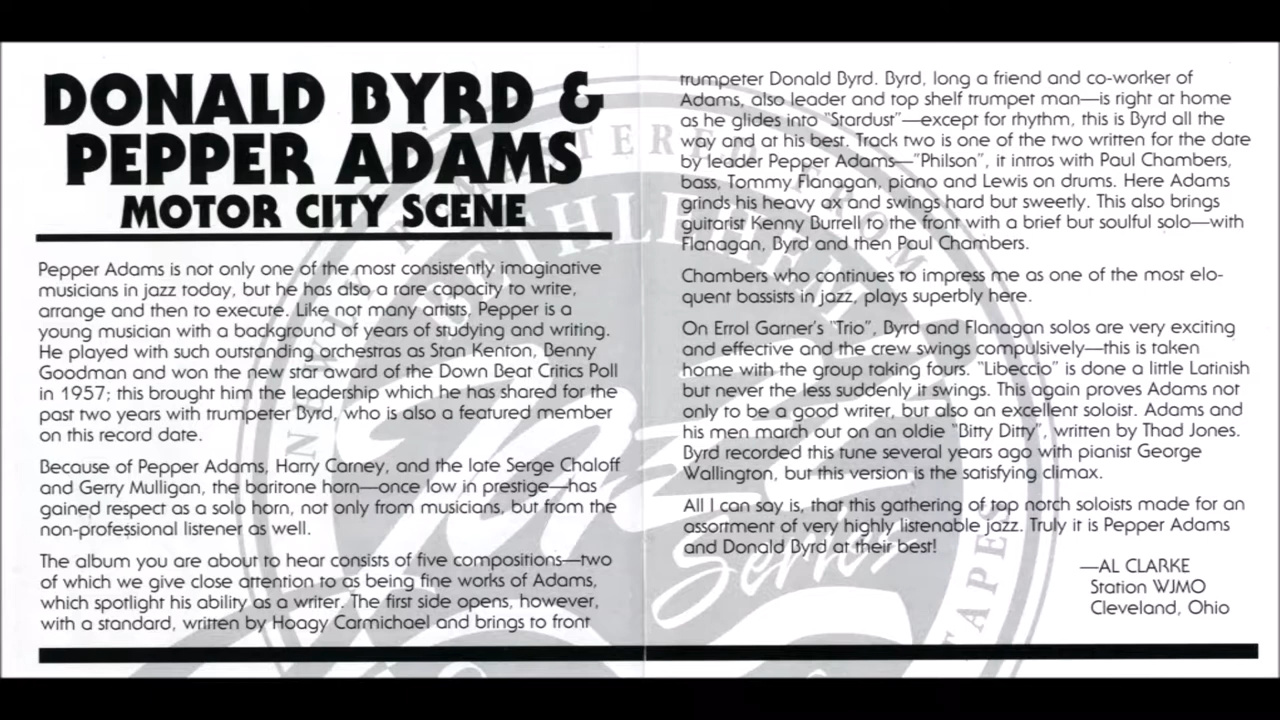 DONALD BYRD &
PEPPER ADAMS
MOTOR CITY SCENE
Pepper Adams is not only one of the most consistently imaginative
musicians in jazz today, but he has also a rare capacity to write,
arrange and then to execute. Like not many artists, Pepper is a
young musician with a background of years of studying and writing.
He played with such outstanding orchestras as Stan Kenton, Benny
Goodman and won the new star award of the Down Beat Critics Poll
in 1957; this brought him the leadership which he has shared for the
past two years with trumpeter Byrd, who is also a featured member
on this record date.
Because of Pepper Adams, Harry Carney, and the late Serge Chaloff
and Gerry Mulligan, the baritone horn—once low in prestige—has
gained respect as a solo horn, not only from musicians, but from the
non-professional listener as well.
The album you are about to hear consists of five compositions—two
of which we give close attention to as being fine works of Adams,
which spotlight his ability as a writer. The first side opens, however,
with a standard, written by Hoagy Carmichael and brings to front
trumpeter Donald Byrd. Byrd, long a friend and co-worker of
Adams, also leader and top shelf trumpet man—is right at home
as he glides into "Stardust"—except for rhythm, this is Byrd all the
way and at his best. Track two is one of the two written for the date
by leader Pepper Adams—"Philson", it intros with Paul Chambers,
bass, Tommy Flanagan, piano and Lewis on drums. Here Adams
grinds his heavy ax and swings hard but sweetly. This also brings
guitarist Kenny Burrell to the front with a brief but soulful solo—with
Flanagan, Byrd and then Paul Chambers.
Chambers who continues to impress me as one of the most elo-
quent bassists in jazz, plays superbly here.
On Errol Garner's "Trio", Byrd and Flanagan solos are very exciting
and effective and the crew swings compulsively—this is taken
home with the group taking fours. "Libeccio" is done a little Latinish
but never the less suddenly it swings. This again proves Adams not
only to be a good writer, but also an excellent soloist. Adams and
his men march out on an oldie "Bitty Ditty", written by Thad Jones.
Byrd recorded this tune several years ago with pianist George
Wallington, but this version is the satisfying climax.
All I can say is, that this gathering of top notch soloists made for an
assortment of very highly listenable jazz. Truly it is Pepper Adams
and Donald Byrd at their best!
—AL CLARKE
Station WJMO
Cleveland, Ohio
BETHLEHEM
Jazz
Series
FROM
TAPES